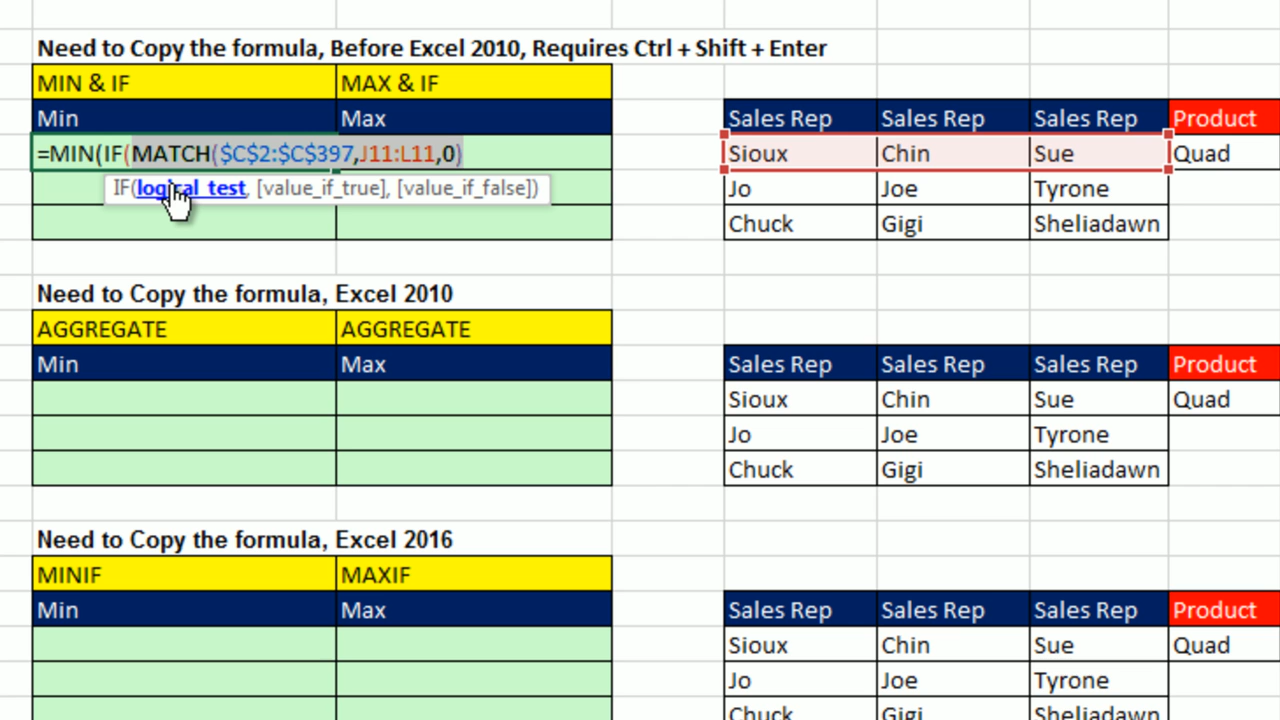 Need to Copy the formula, Before Excel 2010, Requires Ctrl + Shift + Enter
MIN & IF MAX & IF
Min Max Sales Rep Sales Rep Sales Rep Product
=MIN(IF(MATCH($C$2:$C$397,J11:L11,0) Sioux Chin Sue Quad
IF(logical_test, [value_if_true], [value_if_false]) Jo Joe Tyrone
Chuck Gigi Sheliadawn
Need to Copy the formula, Excel 2010
AGGREGATE AGGREGATE
Min Max Sales Rep Sales Rep Sales Rep Product
Sioux Chin Sue Quad
Jo Joe Tyrone
Chuck Gigi Sheliadawn
Need to Copy the formula, Excel 2016
MINIF MAXIF
Min Max Sales Rep Sales Rep Sales Rep Product
Sioux Chin Sue Quad
Jo Joe Tyrone
Chuck Gigi Sheliadawn